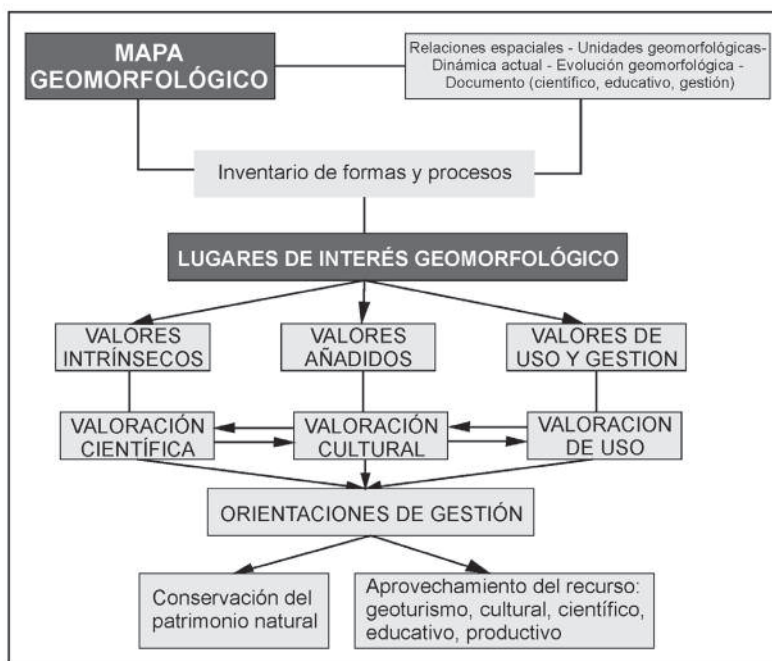 MAPA
GEOMORFOLÓGICO
Relaciones espaciales - Unidades geomorfológicas-
Dinámica actual - Evolución geomorfológica -
Documento (científico, educativo, gestión)
Inventario de formas y procesos
LUGARES DE INTERÉS GEOMORFOLÓGICO
VALORES
INTRÍNSECOS
VALORES
AÑADIDOS
VALORES DE
USO Y GESTION
VALORACIÓN
CIENTÍFICA
VALORACIÓN
CULTURAL
VALORACION
DE USO
ORIENTACIONES DE GESTIÓN
Conservación del
patrimonio natural
Aprovechamiento del recurso:
geoturismo, cultural, científico,
educativo, productivo